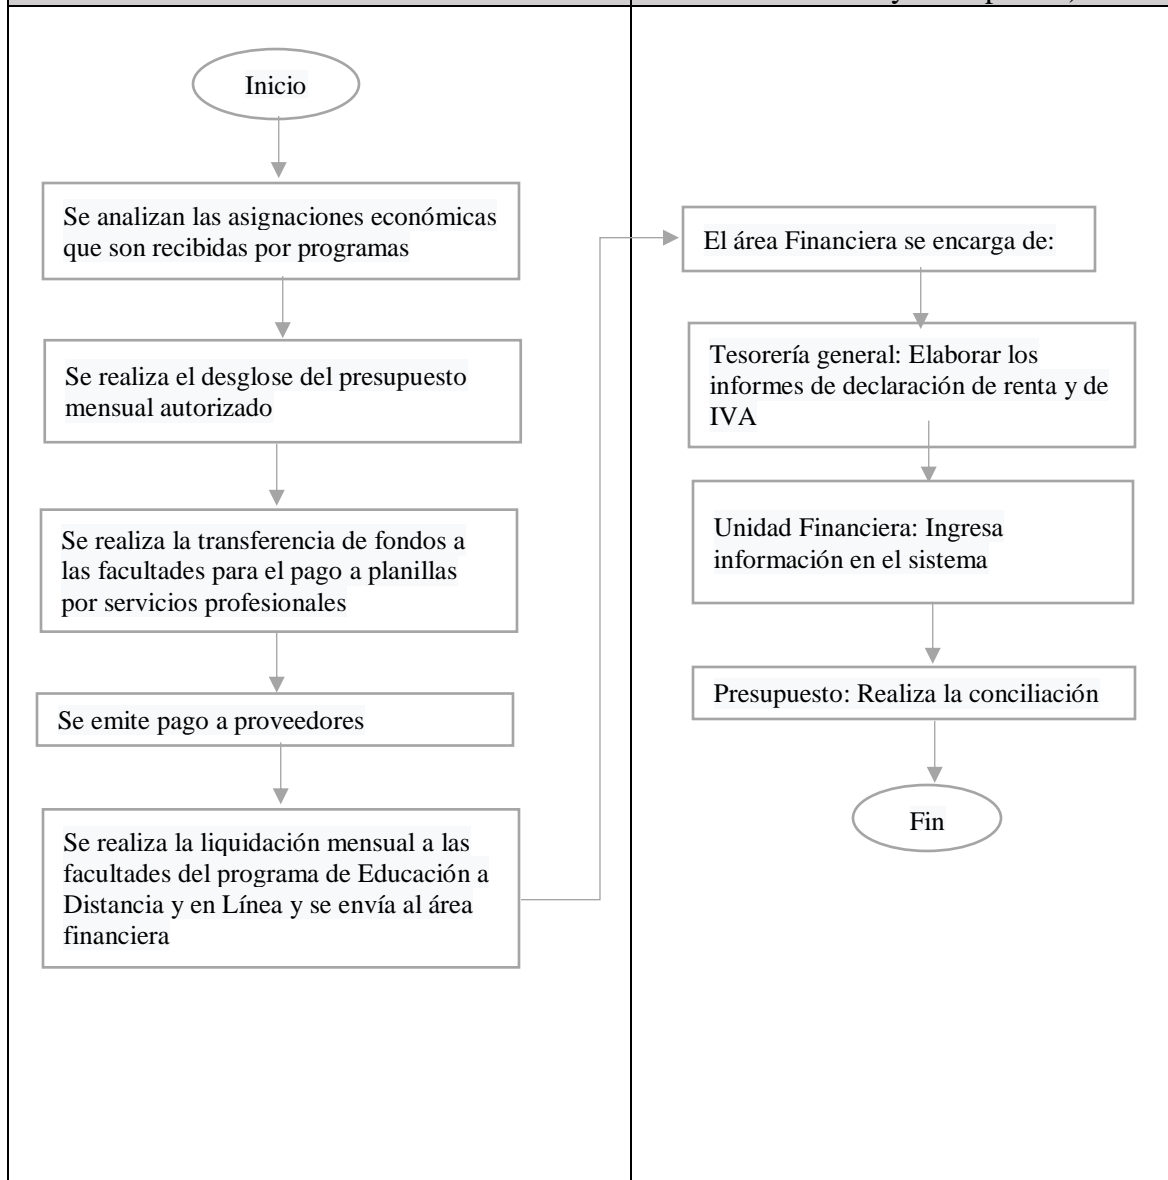 Inicio
Se analizan las asignaciones económicas
que son recibidas por programas
Se realiza el desglose del presupuesto
mensual autorizado
Se realiza la transferencia de fondos a
las facultades para el pago a planillas
por servicios profesionales
Se emite pago a proveedores
Se realiza la liquidación mensual a las
facultades del programa de Educación a
Distancia y en Línea y se envía al área
financiera
El área Financiera se encarga de:
Tesorería general: Elaborar los
informes de declaración de renta y de
IVA
Unidad Financiera: Ingresa
información en el sistema
Presupuesto: Realiza la conciliación
Fin